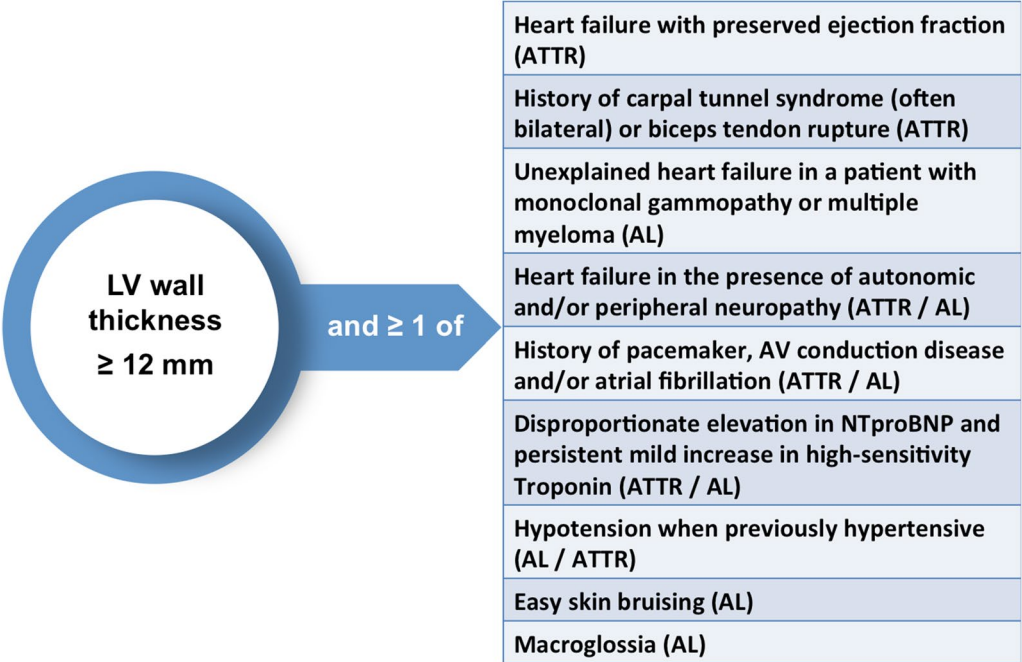 LV wall
thickness
≥ 12 mm
and ≥ 1 of
Heart failure with preserved ejection fraction
(ATTR)
History of carpal tunnel syndrome (often
bilateral) or biceps tendon rupture (ATTR)
Unexplained heart failure in a patient with
monoclonal gammopathy or multiple
myeloma (AL)
Heart failure in the presence of autonomic
and/or peripheral neuropathy (ATTR / AL)
History of pacemaker, AV conduction disease
and/or atrial fibrillation (ATTR / AL)
Disproportionate elevation in NTproBNP and
persistent mild increase in high-sensitivity
Troponin (ATTR / AL)
Hypotension when previously hypertensive
(AL / ATTR)
Easy skin bruising (AL)
Macroglossia (AL)